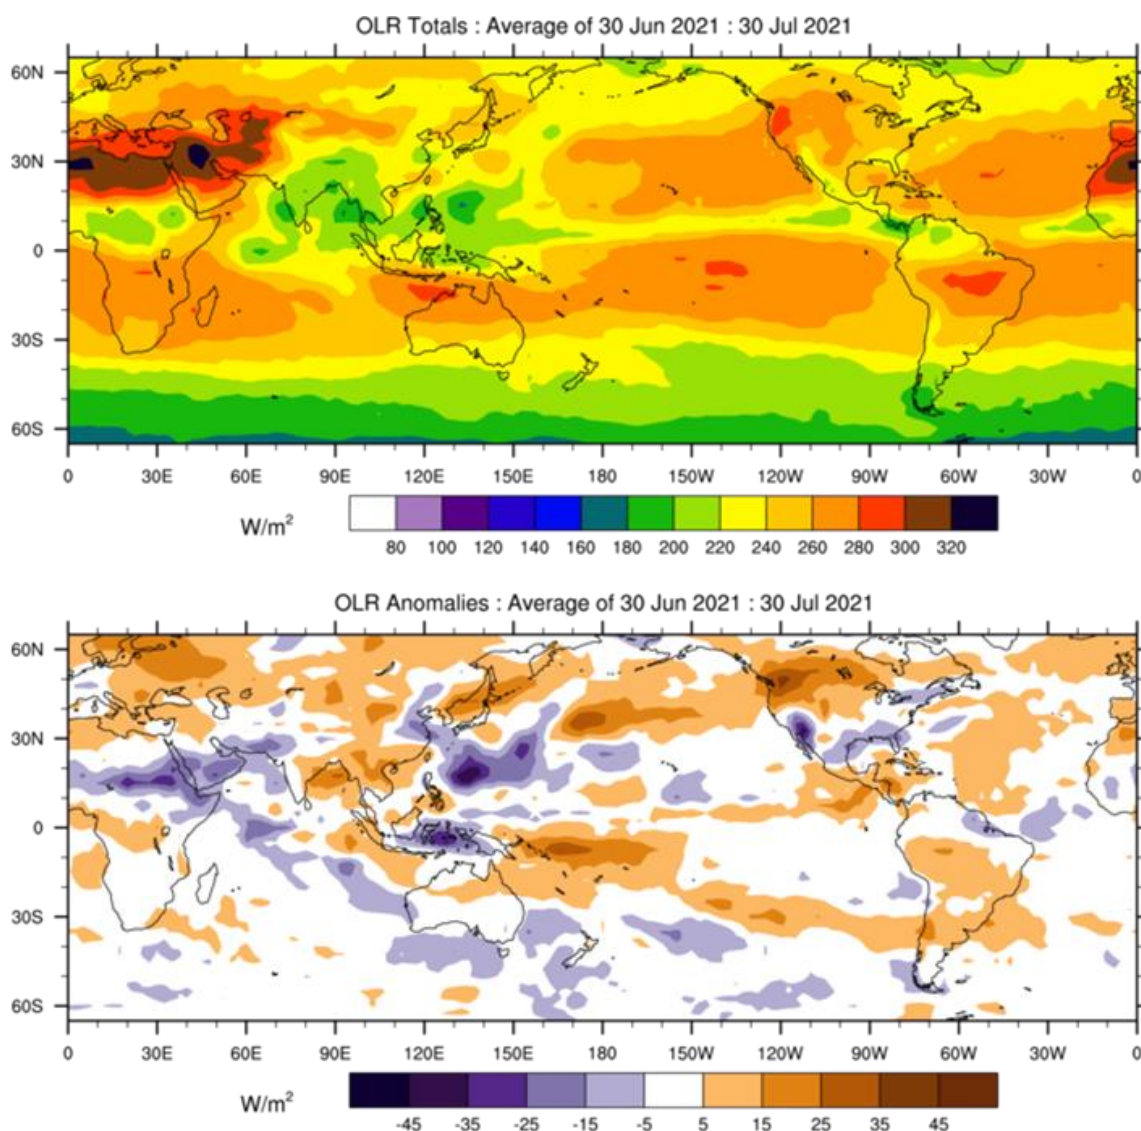 OLR Totals : Average of 30 Jun 2021 : 30 Jul 2021
60N
30N
0
30S
60S
0 30E 60E 90E 120E 150E 180 150W 120W 90W 60W 30W 0
W/m²
80 100 120 140 160 180 200 220 240 260 280 300 320
OLR Anomalies : Average of 30 Jun 2021 : 30 Jul 2021
60N
30N
0
30S
60S
0 30E 60E 90E 120E 150E 180 150W 120W 90W 60W 30W 0
W/m²
-45 -35 -25 -15 -5 5 15 25 35 45